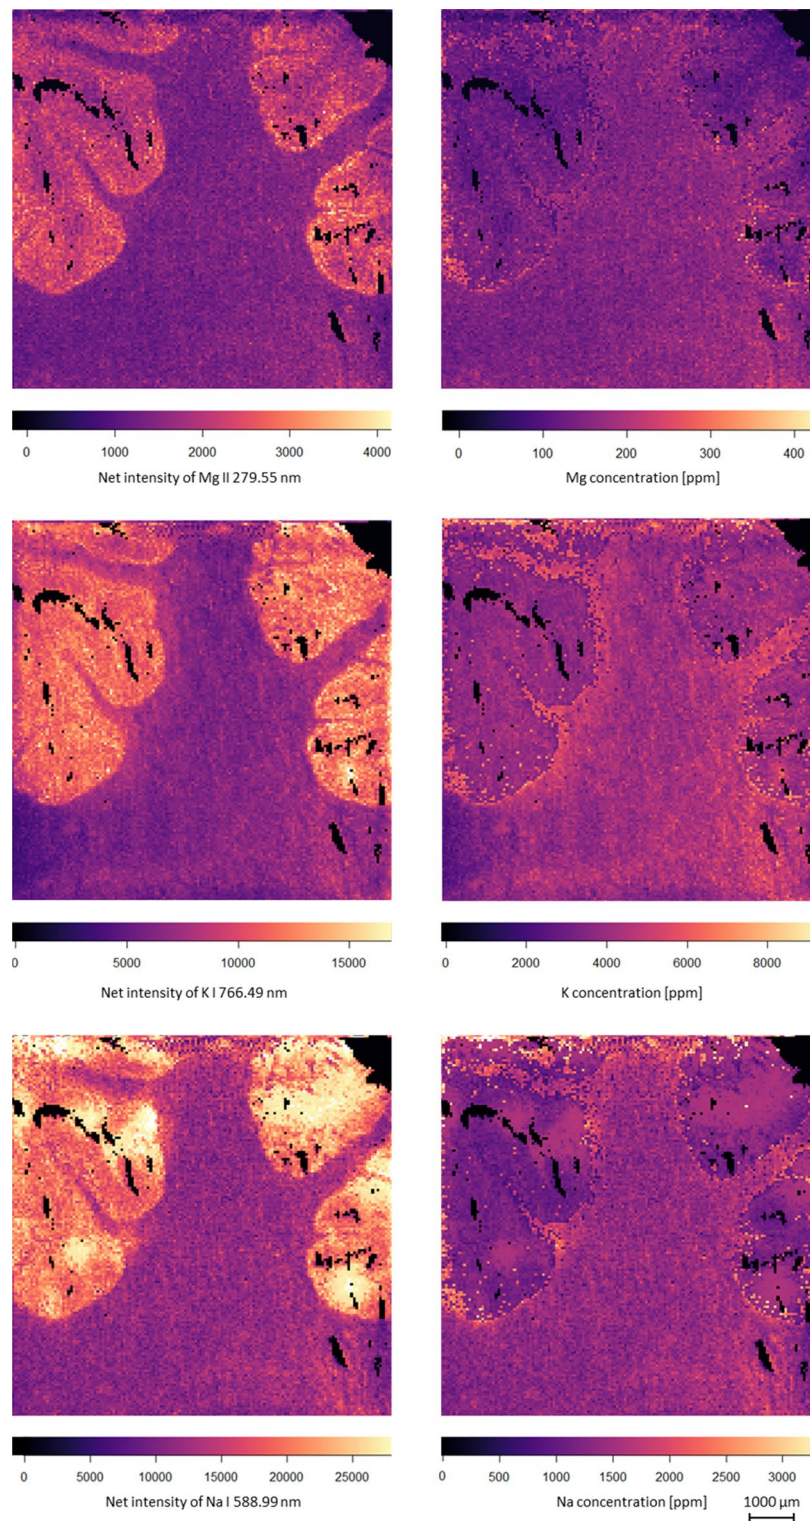 0 1000 2000 3000 4000
Net intensity of Mg II 279.55 nm
0 100 200 300 400
Mg concentration [ppm]
0 5000 10000 15000
Net intensity of K I 766.49 nm
0 2000 4000 6000 8000
K concentration [ppm]
0 5000 10000 15000 20000 25000
Net intensity of Na I 588.99 nm
0 500 1000 1500 2000 2500 3000
Na concentration [ppm]
1000 µm